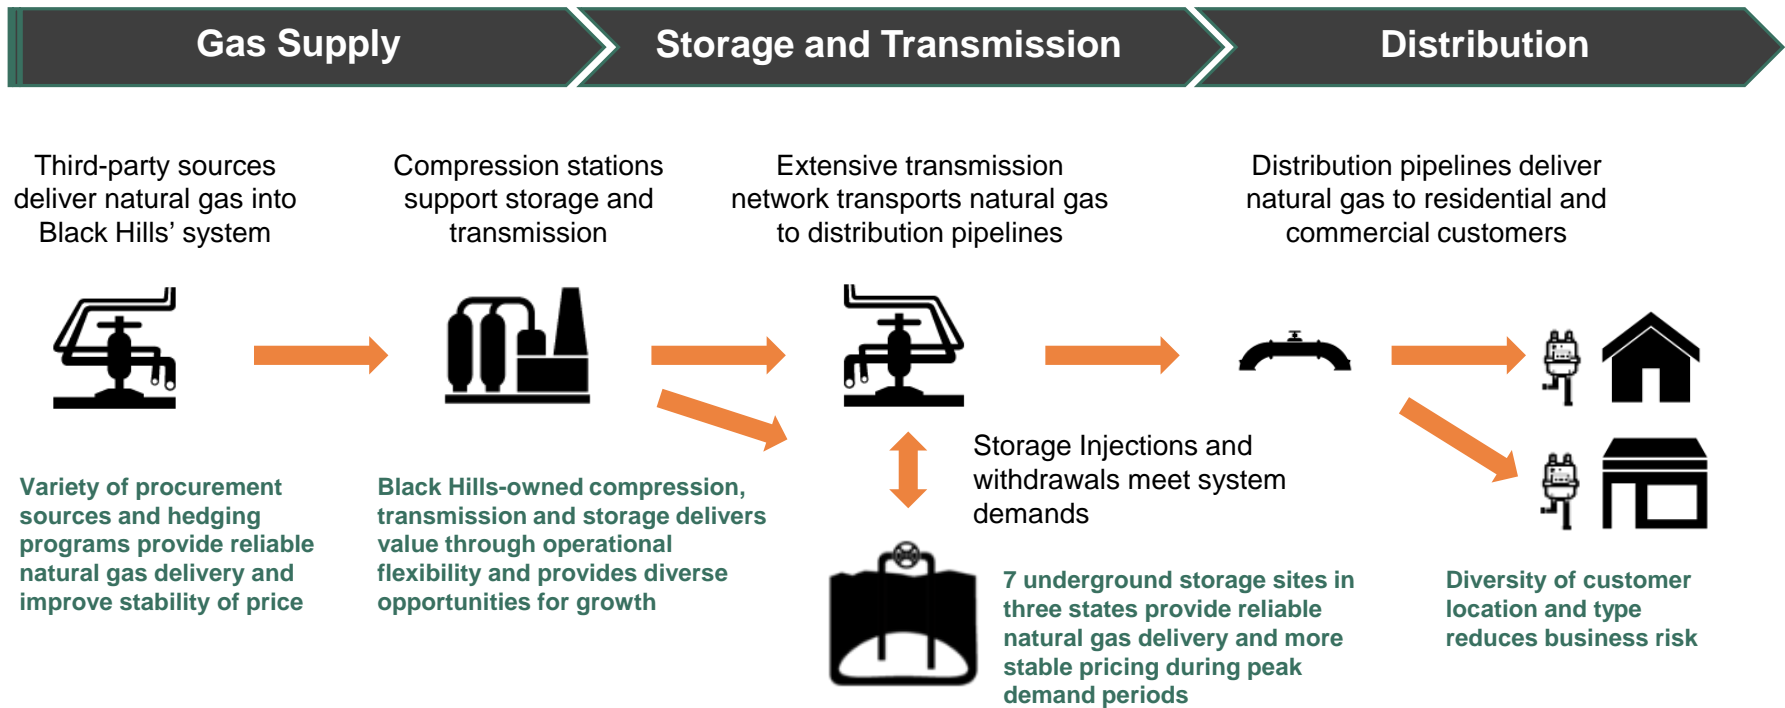 Gas Supply
Storage and Transmission
Distribution
Third-party sources
deliver natural gas into
Black Hills’ system
Compression stations
support storage and
transmission
Extensive transmission
network transports natural gas
to distribution pipelines
Distribution pipelines deliver
natural gas to residential and
commercial customers
Storage Injections and
withdrawals meet system
demands
Variety of procurement
sources and hedging
programs provide reliable
natural gas delivery and
improve stability of price
Black Hills-owned compression,
transmission and storage delivers
value through operational
flexibility and provides diverse
opportunities for growth
7 underground storage sites in
three states provide reliable
natural gas delivery and more
stable pricing during peak
demand periods
Diversity of customer
location and type
reduces business risk